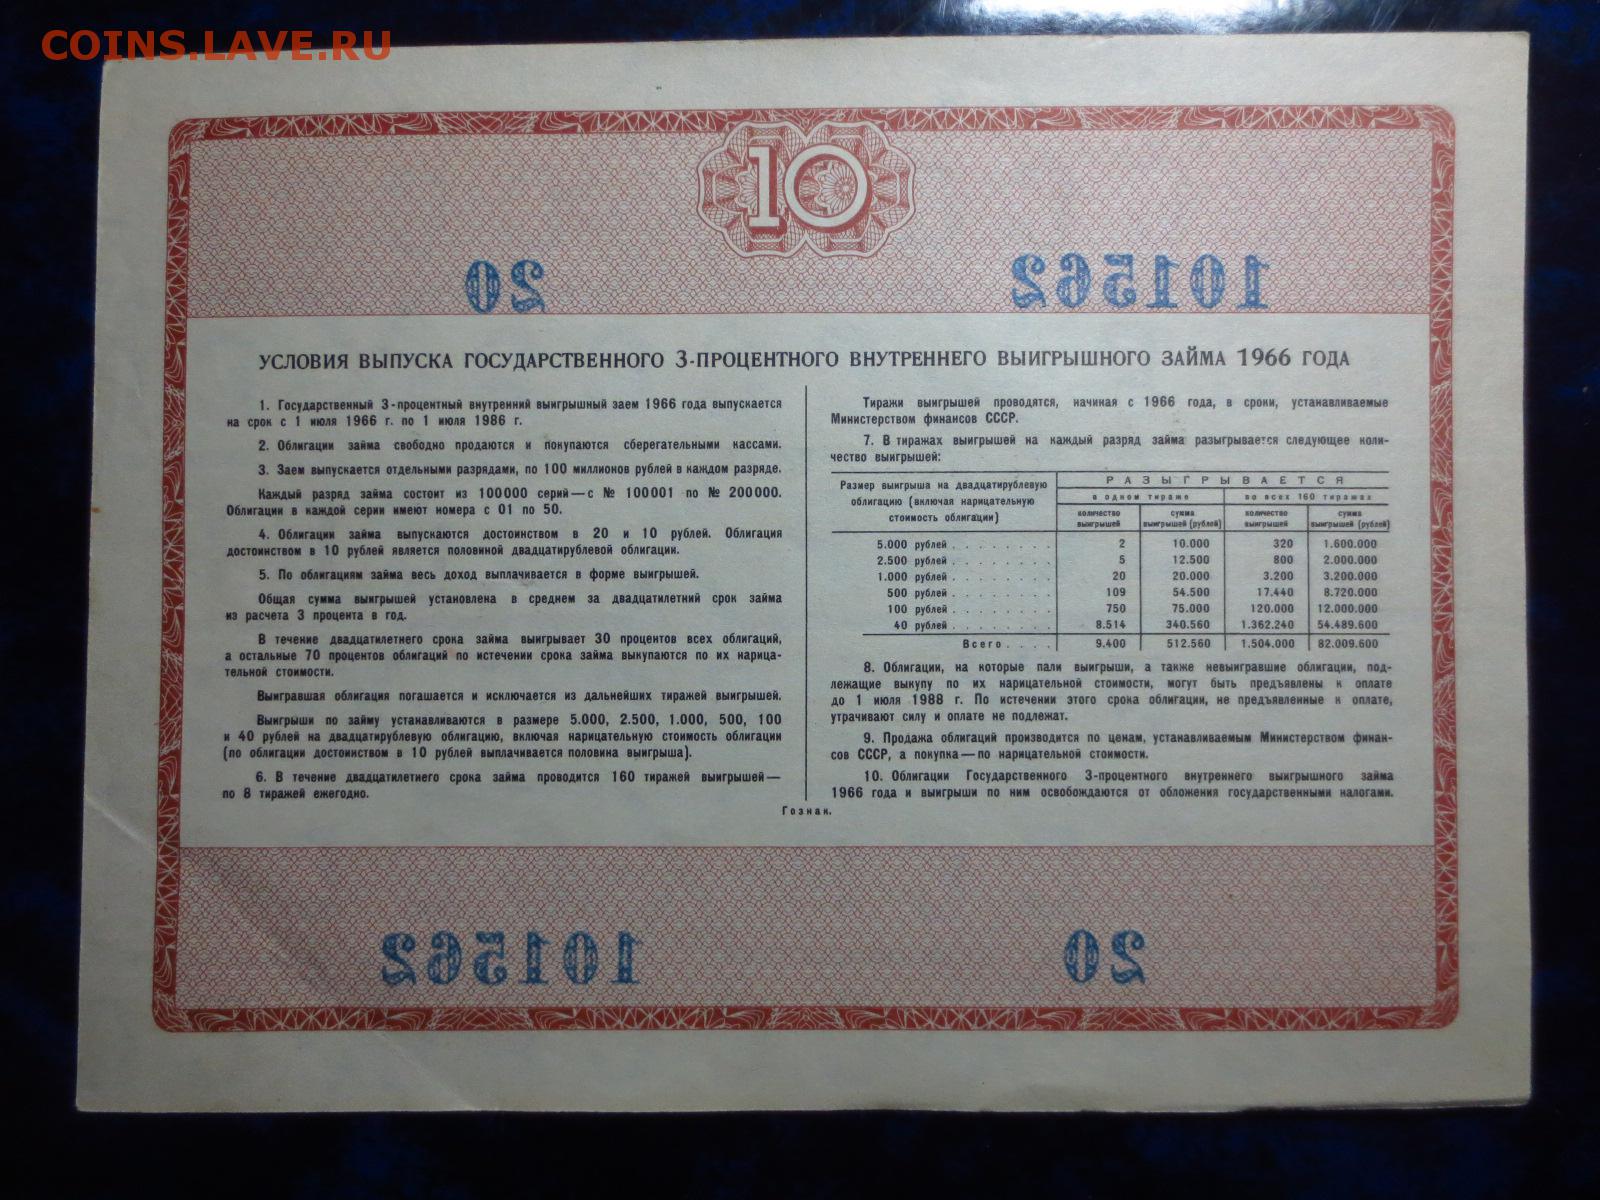 COINS.LAVE.RU
10
20 101562
УСЛОВИЯ ВЫПУСКА ГОСУДАРСТВЕННОГО 3-ПРОЦЕНТНОГО ВНУТРЕННЕГО ВЫИГРЫШНОГО ЗАЙМА 1966 ГОДА
1. Государственный 3-процентный внутренний выигрышный заем 1966 года выпускается
на срок с 1 июля 1966 г. по 1 июля 1986 г.
2. Облигации займа свободно продаются и покупаются сберегательными кассами.
3. Заем выпускается отдельными разрядами, по 100 миллионов рублей в каждом разряде.
Каждый разряд займа состоит из 100000 серий—с № 100001 по № 200000.
Облигации в каждой серии имеют номера с 01 по 50.
4. Облигации займа выпускаются достоинством в 20 и 10 рублей. Облигация
достоинством в 10 рублей является половиной двадцатирублевой облигации.
5. По облигациям займа весь доход выплачивается в форме выигрышей.
Общая сумма выигрышей установлена в среднем за двадцатилетний срок займа
из расчета 3 процента в год.
В течение двадцатилетнего срока займа выигрывает 30 процентов всех облигаций,
а остальные 70 процентов облигаций по истечении срока займа выкупаются по их нарица-
тельной стоимости.
Выигравшая облигация погашается и исключается из дальнейших тиражей выигрышей.
Выигрыши по займу устанавливаются в размере 5.000, 2.500, 1.000, 500, 100
и 40 рублей на двадцатирублевую облигацию, включая нарицательную стоимость облигации
(по облигации достоинством в 10 рублей выплачивается половина выигрыша).
6. В течение двадцатилетнего срока займа проводится 160 тиражей выигрышей—
по 8 тиражей ежегодно.
Тиражи выигрышей проводятся, начиная с 1966 года, в сроки, устанавливаемые
Министерством финансов СССР.
7. В тиражах выигрышей на каждый разряд займа разыгрывается следующее коли-
чество выигрышей:
Размер выигрыша на двадцатирублевую
облигацию (включая нарицательную
стоимость облигации)
РАЗЫГРЫВАЕТСЯ
в одном тираже во всех 160 тиражах
количество выигрышей сумма выигрышей (рублей) количество выигрышей сумма выигрышей (рублей)
5.000 рублей . . . . . . . . 2 10.000 320 1.600.000
2.500 рублей . . . . . . . . 5 12.500 800 2.000.000
1.000 рублей . . . . . . . . 20 20.000 3.200 3.200.000
500 рублей . . . . . . . . 109 54.500 17.440 8.720.000
100 рублей . . . . . . . . 750 75.000 120.000 12.000.000
40 рублей . . . . . . . . 8.514 340.560 1.362.240 54.489.600
Всего . . . . 9.400 512.560 1.504.000 82.009.600
8. Облигации, на которые пали выигрыши, а также невыигравшие облигации, под-
лежащие выкупу по их нарицательной стоимости, могут быть предъявлены к оплате
до 1 июля 1988 г. По истечении этого срока облигации, не предъявленные к оплате,
утрачивают силу и оплате не подлежат.
9. Продажа облигаций производится по ценам, устанавливаемым Министерством финан-
сов СССР, а покупка—по нарицательной стоимости.
10. Облигации Государственного 3-процентного внутреннего выигрышного займа
1966 года и выигрыши по ним освобождаются от обложения государственными налогами.
Гознак.
101562 20